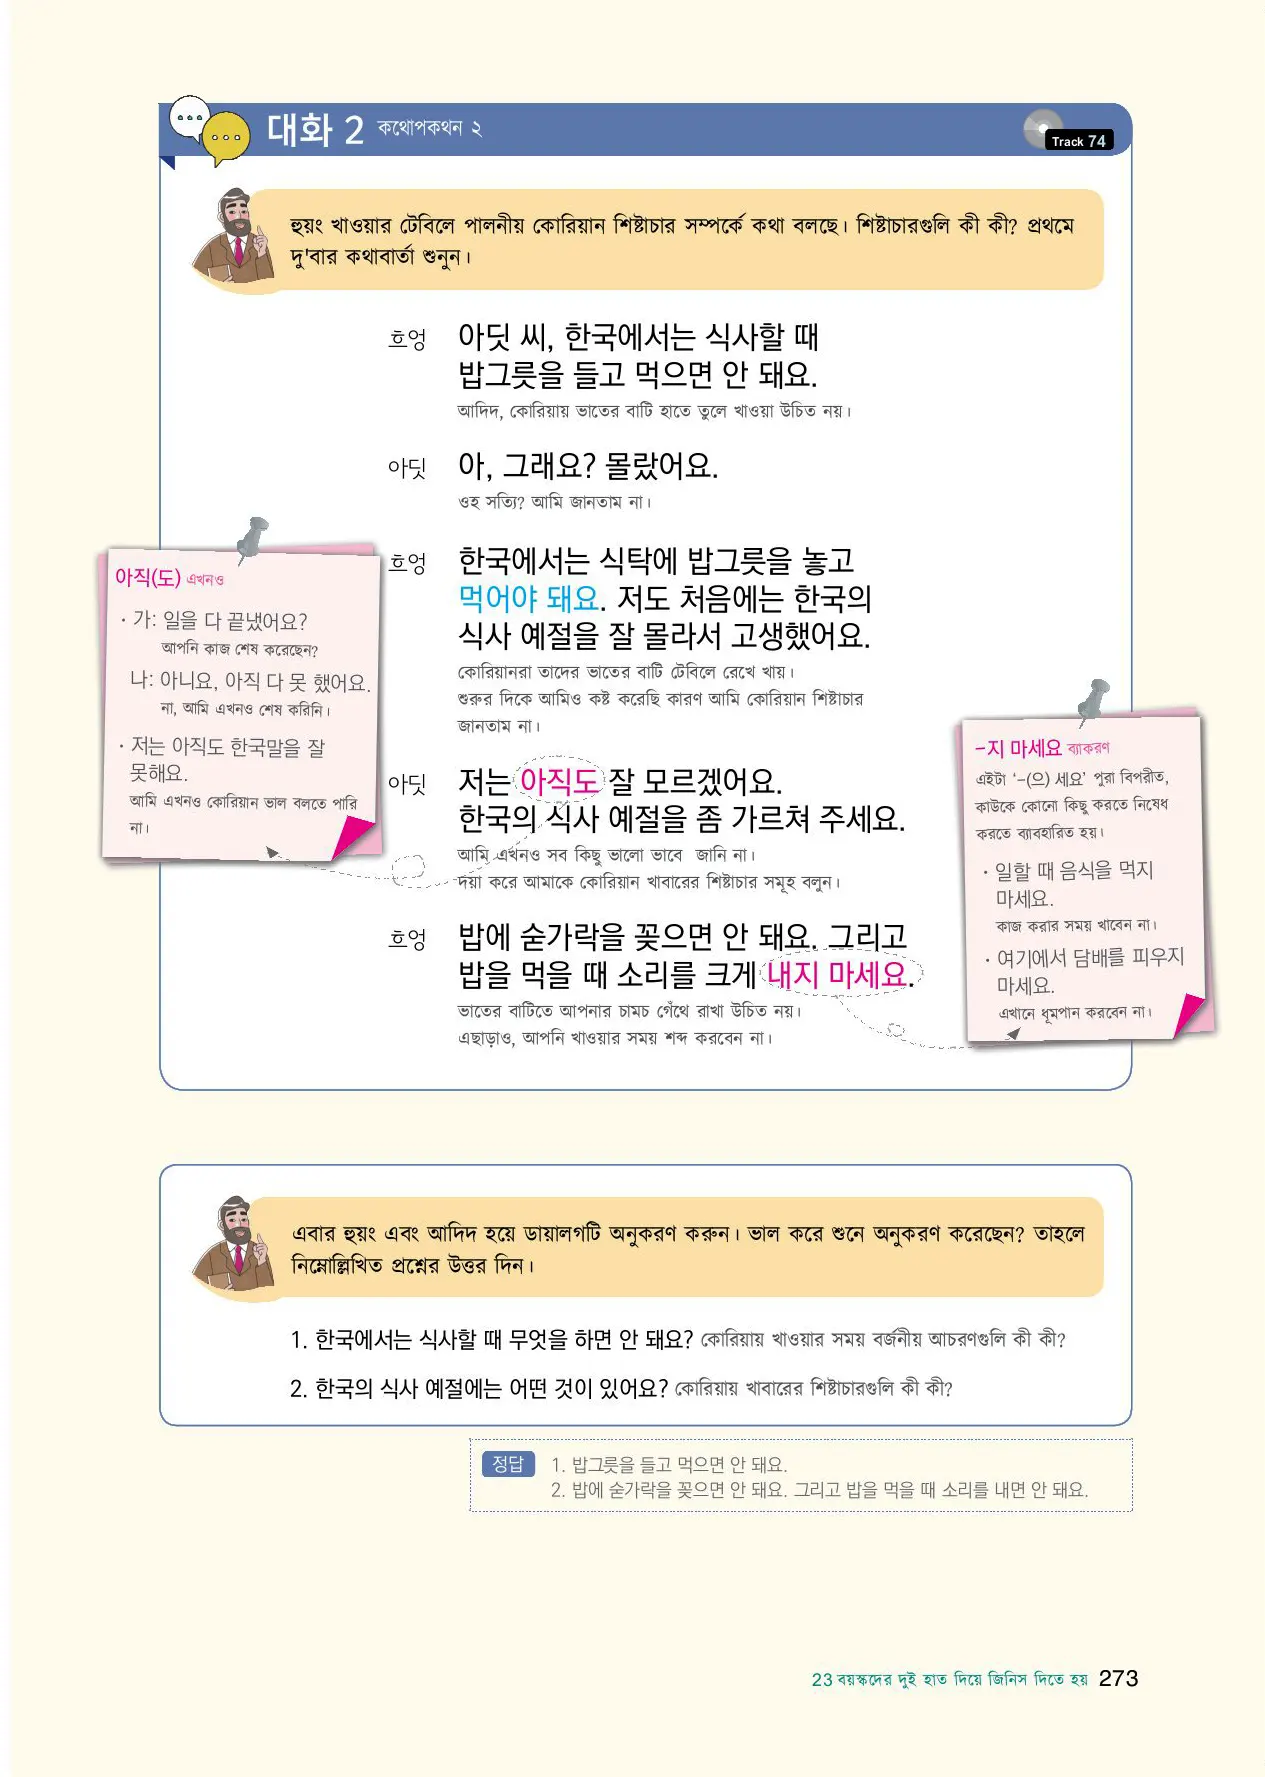 대화 2 কথোপকথন ২
Track 74
হুয়ং খাওয়ার টেবিলে পালনীয় কোরিয়ান শিষ্টাচার সম্পর্কে কথা বলছে। শিষ্টাচারগুলি কী কী? প্রথমে
দু'বার কথাবার্তা শুনুন।
흐엉 아딧 씨, 한국에서는 식사할 때
밥그릇을 들고 먹으면 안 돼요.
আদিদ, কোরিয়ায় ভাতের বাটি হাতে তুলে খাওয়া উচিত নয়।
아딧 아, 그래요? 몰랐어요.
ওহ সত্যি? আমি জানতাম না।
흐엉 한국에서는 식탁에 밥그릇을 놓고
먹어야 돼요. 저도 처음에는 한국의
식사 예절을 잘 몰라서 고생했어요.
কোরিয়ানরা তাদের ভাতের বাটি টেবিলে রেখে খায়।
শুরুর দিকে আমিও কষ্ট করেছি কারণ আমি কোরিয়ান শিষ্টাচার
জানতাম না।
아딧 저는 아직도 잘 모르겠어요.
한국의 식사 예절을 좀 가르쳐 주세요.
আমি এখনও সব কিছু ভালো ভাবে জানি না।
দয়া করে আমাকে কোরিয়ান খাবারের শিষ্টাচার সমূহ বলুন।
흐엉 밥에 숟가락을 꽂으면 안 돼요. 그리고
밥을 먹을 때 소리를 크게 내지 마세요.
ভাতের বাটিতে আপনার চামচ গেঁথে রাখা উচিত নয়।
এছাড়াও, আপনি খাওয়ার সময় শব্দ করবেন না।
아직(도) এখনও
· 가: 일을 다 끝냈어요?
আপনি কাজ শেষ করেছেন?
나: 아니요, 아직 다 못 했어요.
না, আমি এখনও শেষ করিনি।
· 저는 아직도 한국말을 잘
못해요.
আমি এখনও কোরিয়ান ভাল বলতে পারি
না।
-지 마세요 ব্যাকরণ
এইটা '-(으) 세요' পুরা বিপরীত,
কাউকে কোনো কিছু করতে নিষেধ
করতে ব্যাবহারিত হয়।
· 일할 때 음식을 먹지
마세요.
কাজ করার সময় খাবেন না।
· 여기에서 담배를 피우지
마세요.
এখানে ধূমপান করবেন না।
এবার হুয়ং এবং আদিদ হয়ে ডায়ালগটি অনুকরণ করুন। ভাল করে শুনে অনুকরণ করেছেন? তাহলে
নিম্নোল্লিখিত প্রশ্নের উত্তর দিন।
1. 한국에서는 식사할 때 무엇을 하면 안 돼요? কোরিয়ায় খাওয়ার সময় বর্জনীয় আচরণগুলি কী কী?
2. 한국의 식사 예절에는 어떤 것이 있어요? কোরিয়ায় খাবারের শিষ্টাচারগুলি কী কী?
정답 1. 밥그릇을 들고 먹으면 안 돼요.
2. 밥에 숟가락을 꽂으면 안 돼요. 그리고 밥을 먹을 때 소리를 내면 안 돼요.
23 বয়স্কদের দুই হাত দিয়ে জিনিস দিতে হয় 273